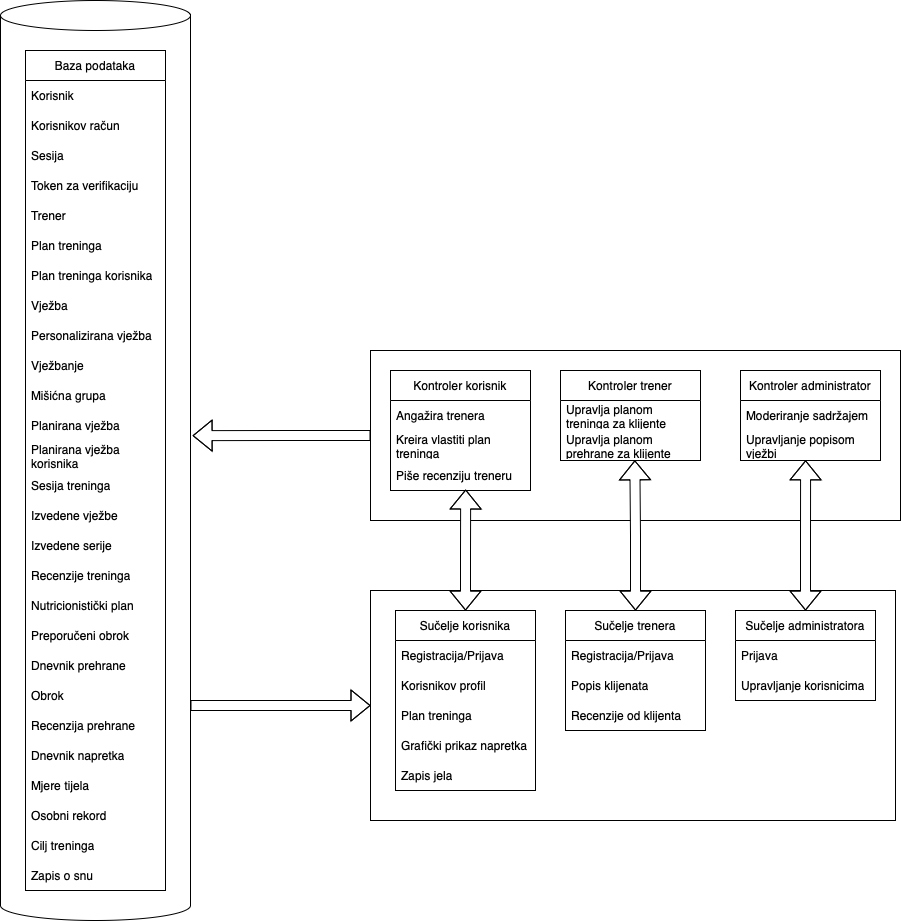 Baza podataka
Korisnik
Korisnikov račun
Sesija
Token za verifikaciju
Trener
Plan treninga
Plan treninga korisnika
Vježba
Personalizirana vježba
Vježbanje
Mišićna grupa
Planirana vježba
Planirana vježba
korisnika
Sesija treninga
Izvedene vježbe
Izvedene serije
Recenzije treninga
Nutricionistički plan
Preporučeni obrok
Dnevnik prehrane
Obrok
Recenzija prehrane
Dnevnik napretka
Mjere tijela
Osobni rekord
Cilj treninga
Zapis o snu
Kontroler korisnik
Angažira trenera
Kreira vlastiti plan
treninga
Piše recenziju treneru
Kontroler trener
Upravlja planom
treninga za klijente
Upravlja planom
prehrane za klijente
Kontroler administrator
Moderiranje sadržajem
Upravljanje popisom
vježbi
Sučelje korisnika
Registracija/Prijava
Korisnikov profil
Plan treninga
Grafički prikaz napretka
Zapis jela
Sučelje trenera
Registracija/Prijava
Popis klijenata
Recenzije od klijenta
Sučelje administratora
Prijava
Upravljanje korisnicima